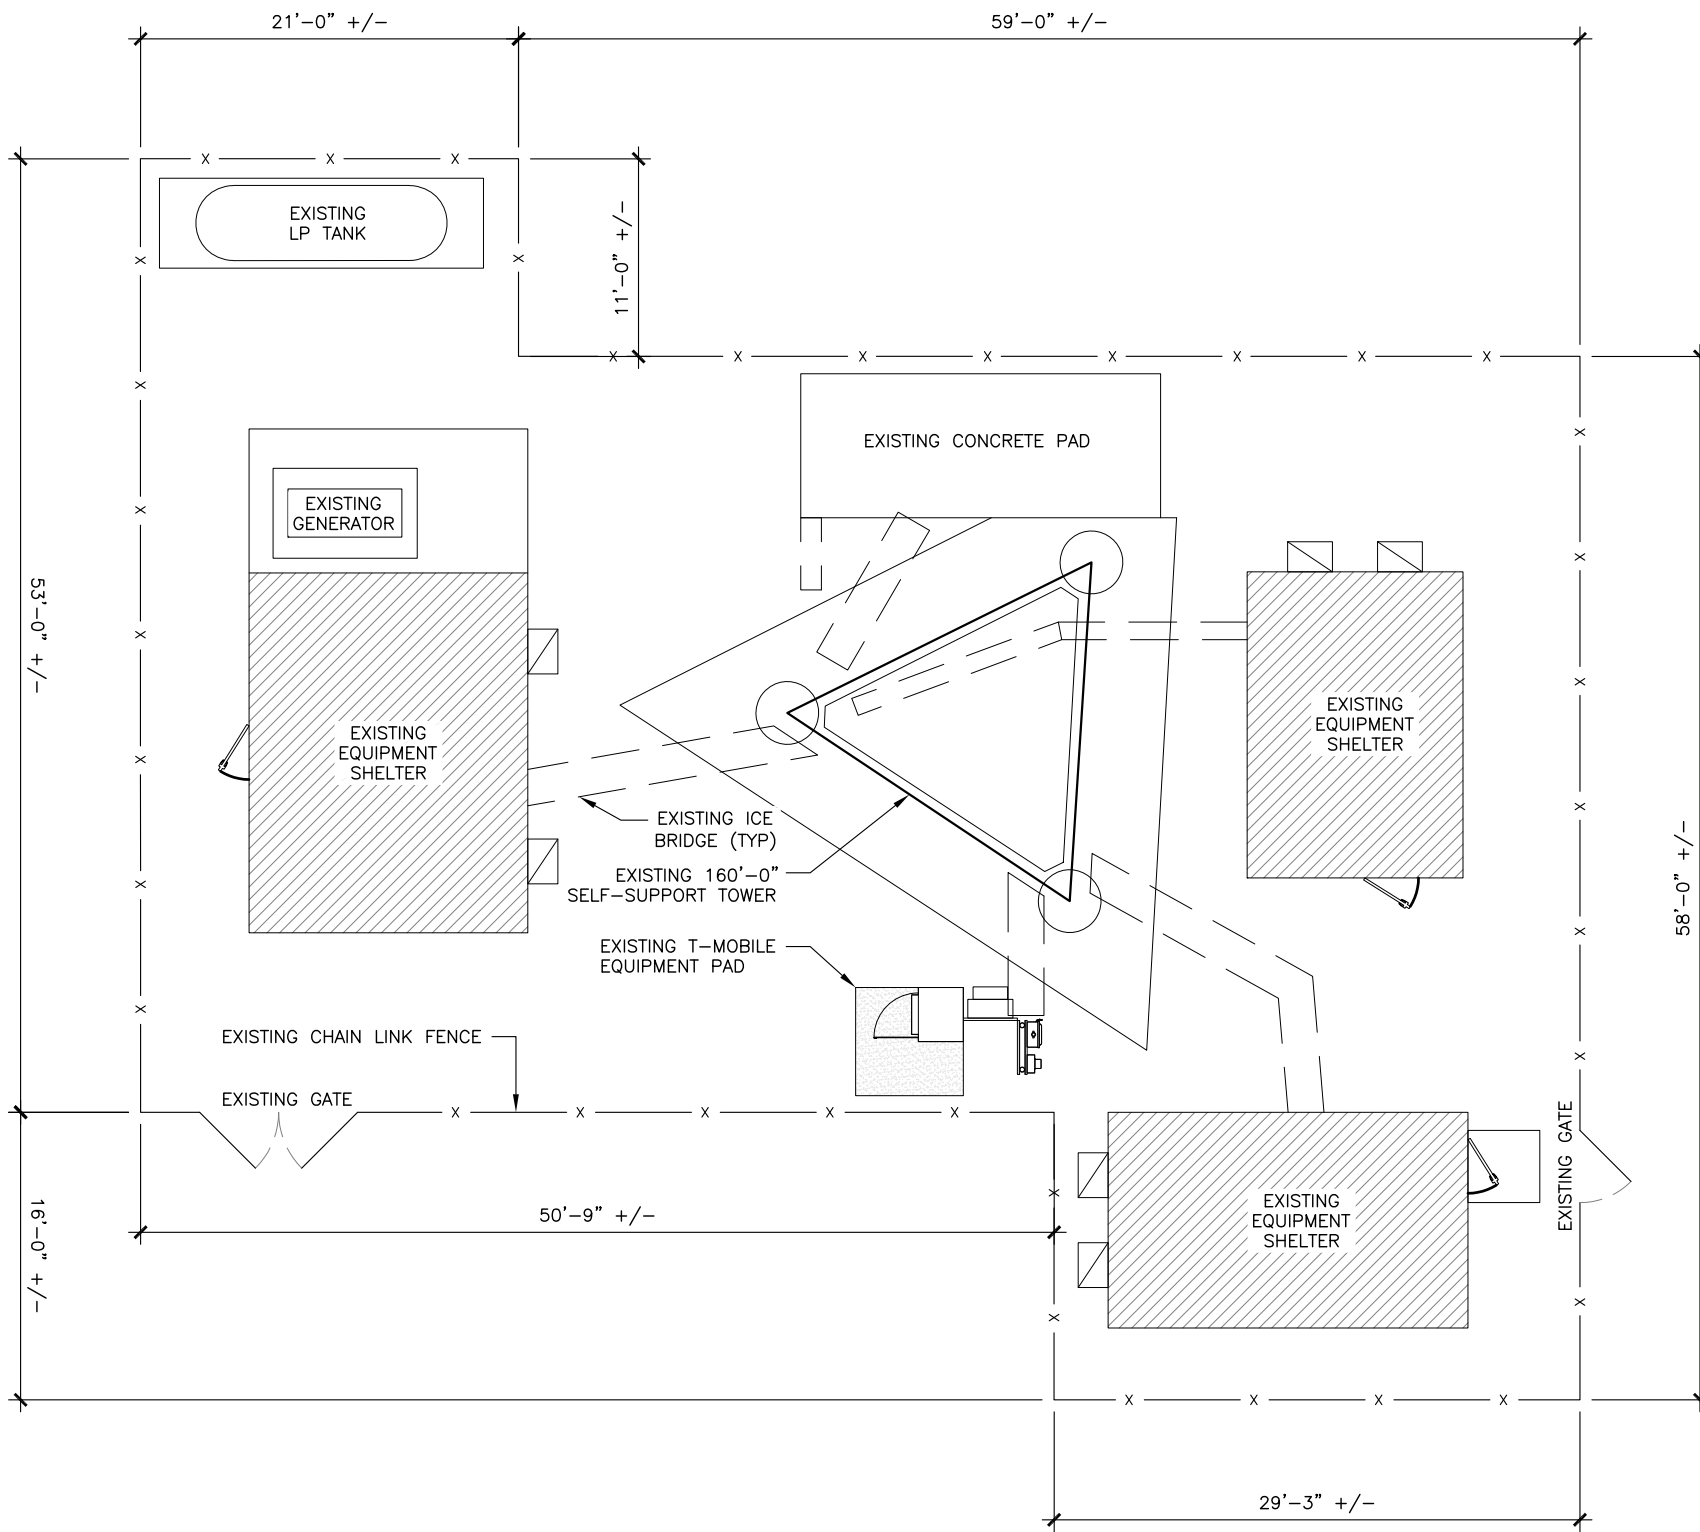 21'-0" +/-
59'-0" +/-
X X X
EXISTING
LP TANK
X X
11'-0" +/-
X X X X X X X X
X
EXISTING CONCRETE PAD
X
EXISTING
GENERATOR
X
X
53'-0" +/-
X
X
EXISTING
EQUIPMENT
SHELTER
EXISTING
EQUIPMENT
SHELTER
X
X
EXISTING ICE
BRIDGE (TYP)
58'-0" +/-
EXISTING 160'-0"
SELF-SUPPORT TOWER
X
X
EXISTING T-MOBILE
EQUIPMENT PAD
X
EXISTING CHAIN LINK FENCE
X
EXISTING GATE
X X X X X
EXISTING GATE
16'-0" +/-
X
50'-9" +/-
EXISTING
EQUIPMENT
SHELTER
X
X
X X X X
29'-3" +/-